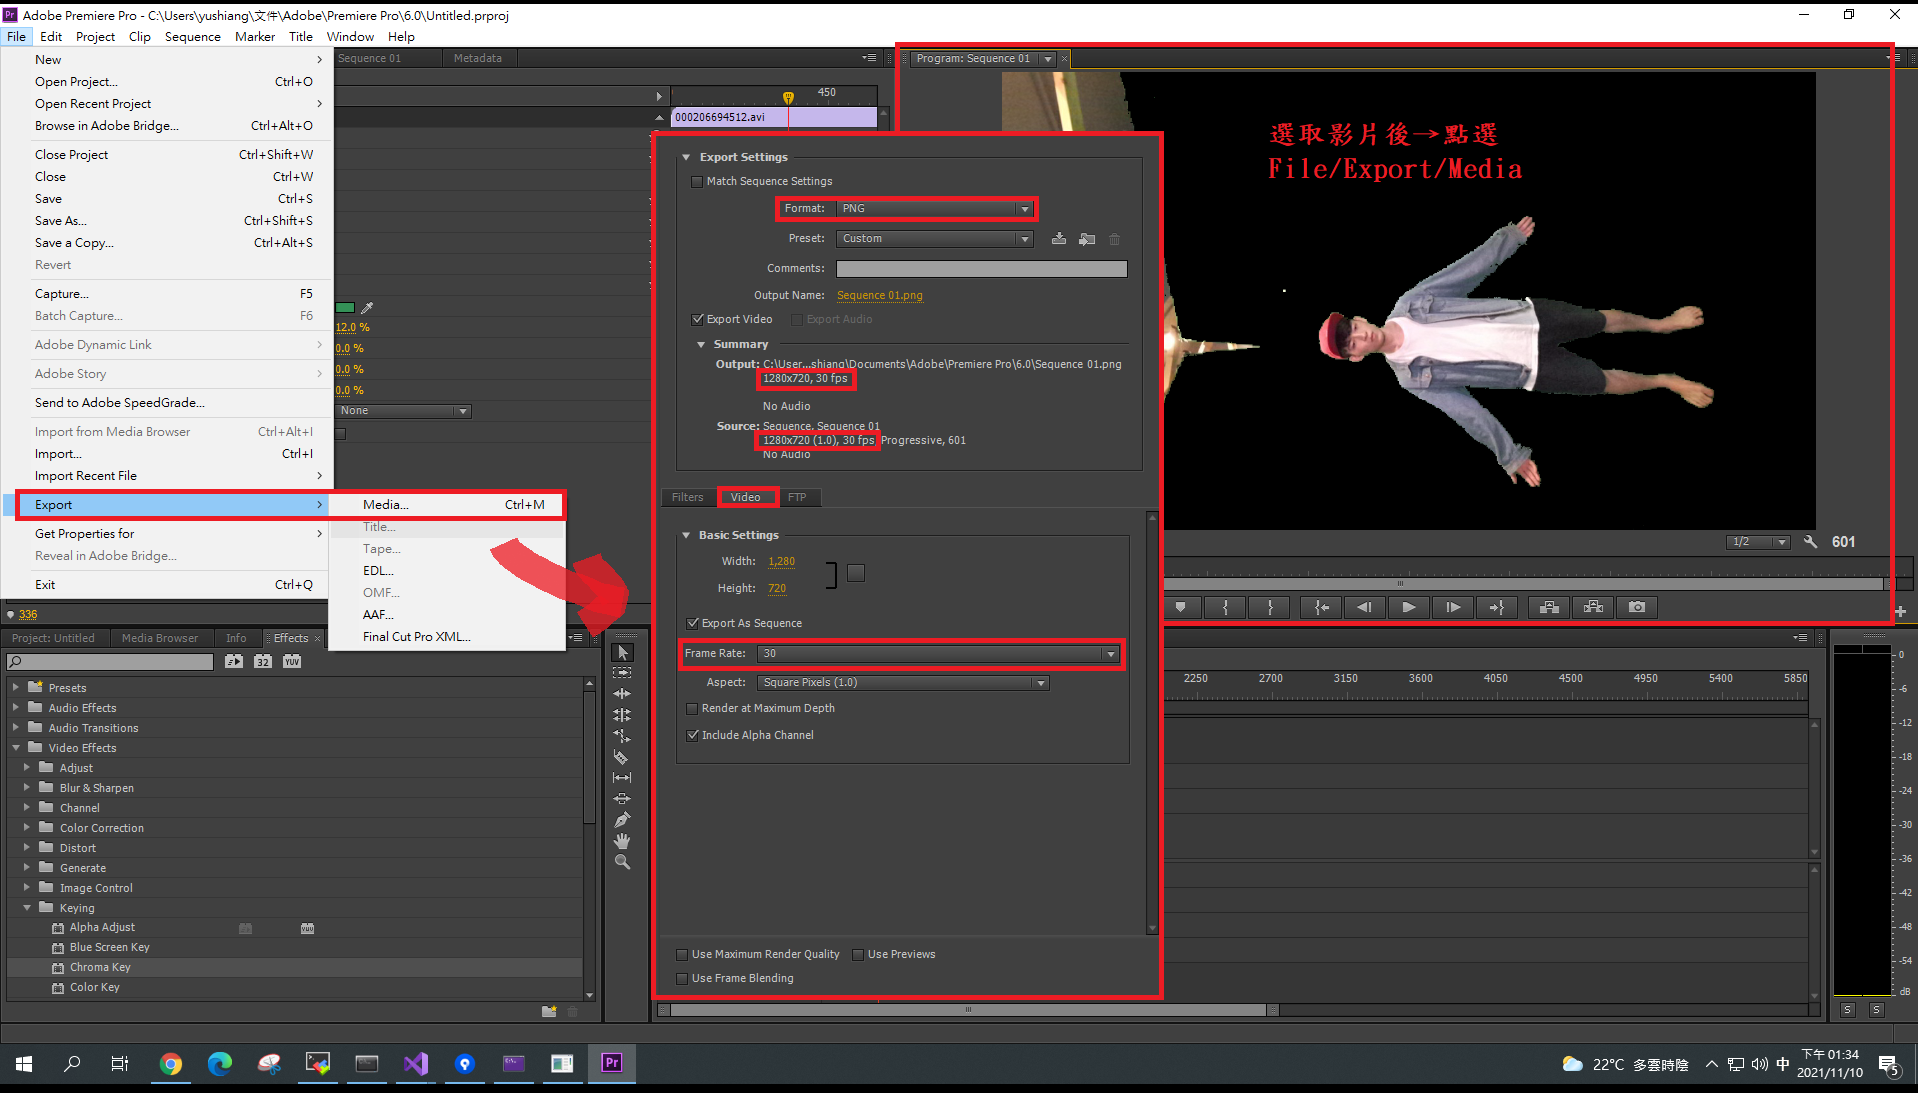 Adobe Premiere Pro - C:\Users\yushiang\文件\Adobe\Premiere Pro\6.0\Untitled.prproj
File Edit Project Clip Sequence Marker Title Window Help
New
Open Project... Ctrl+O
Open Recent Project
Browse in Adobe Bridge... Ctrl+Alt+O
Close Project Ctrl+Shift+W
Close Ctrl+W
Save Ctrl+S
Save As... Ctrl+Shift+S
Save a Copy... Ctrl+Alt+S
Revert
Capture... F5
Batch Capture... F6
Adobe Dynamic Link
Adobe Story
Send to Adobe SpeedGrade...
Import from Media Browser Ctrl+Alt+I
Import... Ctrl+I
Import Recent File
Export
Get Properties for
Reveal in Adobe Bridge...
Exit Ctrl+Q
Media... Ctrl+M
Title...
Tape...
EDL...
OMF...
AAF...
Final Cut Pro XML...
Sequence 01 Metadata
450
000206694512.avi
12.0 %
0.0 %
0.0 %
0.0 %
None
336
Export Settings
Match Sequence Settings
Format: PNG
Preset: Custom
Comments:
Output Name: Sequence 01.png
Export Video Export Audio
Summary
Output: C:\User...shiang\Documents\Adobe\Premiere Pro\6.0\Sequence 01.png
1280x720, 30 fps
No Audio
Source: Sequence, Sequence 01
1280x720 (1.0), 30 fps Progressive, 601
No Audio
Filters Video FTP
Basic Settings
Width: 1,280
Height: 720
Export As Sequence
Frame Rate: 30
Aspect: Square Pixels (1.0)
Render at Maximum Depth
Include Alpha Channel
Use Maximum Render Quality Use Previews
Use Frame Blending
Program: Sequence 01
選取影片後→點選
File/Export/Media
1/2 601
Project: Untitled Media Browser Info Effects
32 YUV
Presets
Audio Effects
Audio Transitions
Video Effects
Adjust
Blur & Sharpen
Channel
Color Correction
Distort
Generate
Image Control
Keying
Alpha Adjust YUV
Blue Screen Key
Chroma Key
Color Key
2250 2700 3150 3600 4050 4500 4950 5400 5850
0
-6
-12
-18
-24
-30
-36
-42
-48
-54
dB
S S
Pr
22°C 多雲時陰 中 下午 01:34
2021/11/10 5